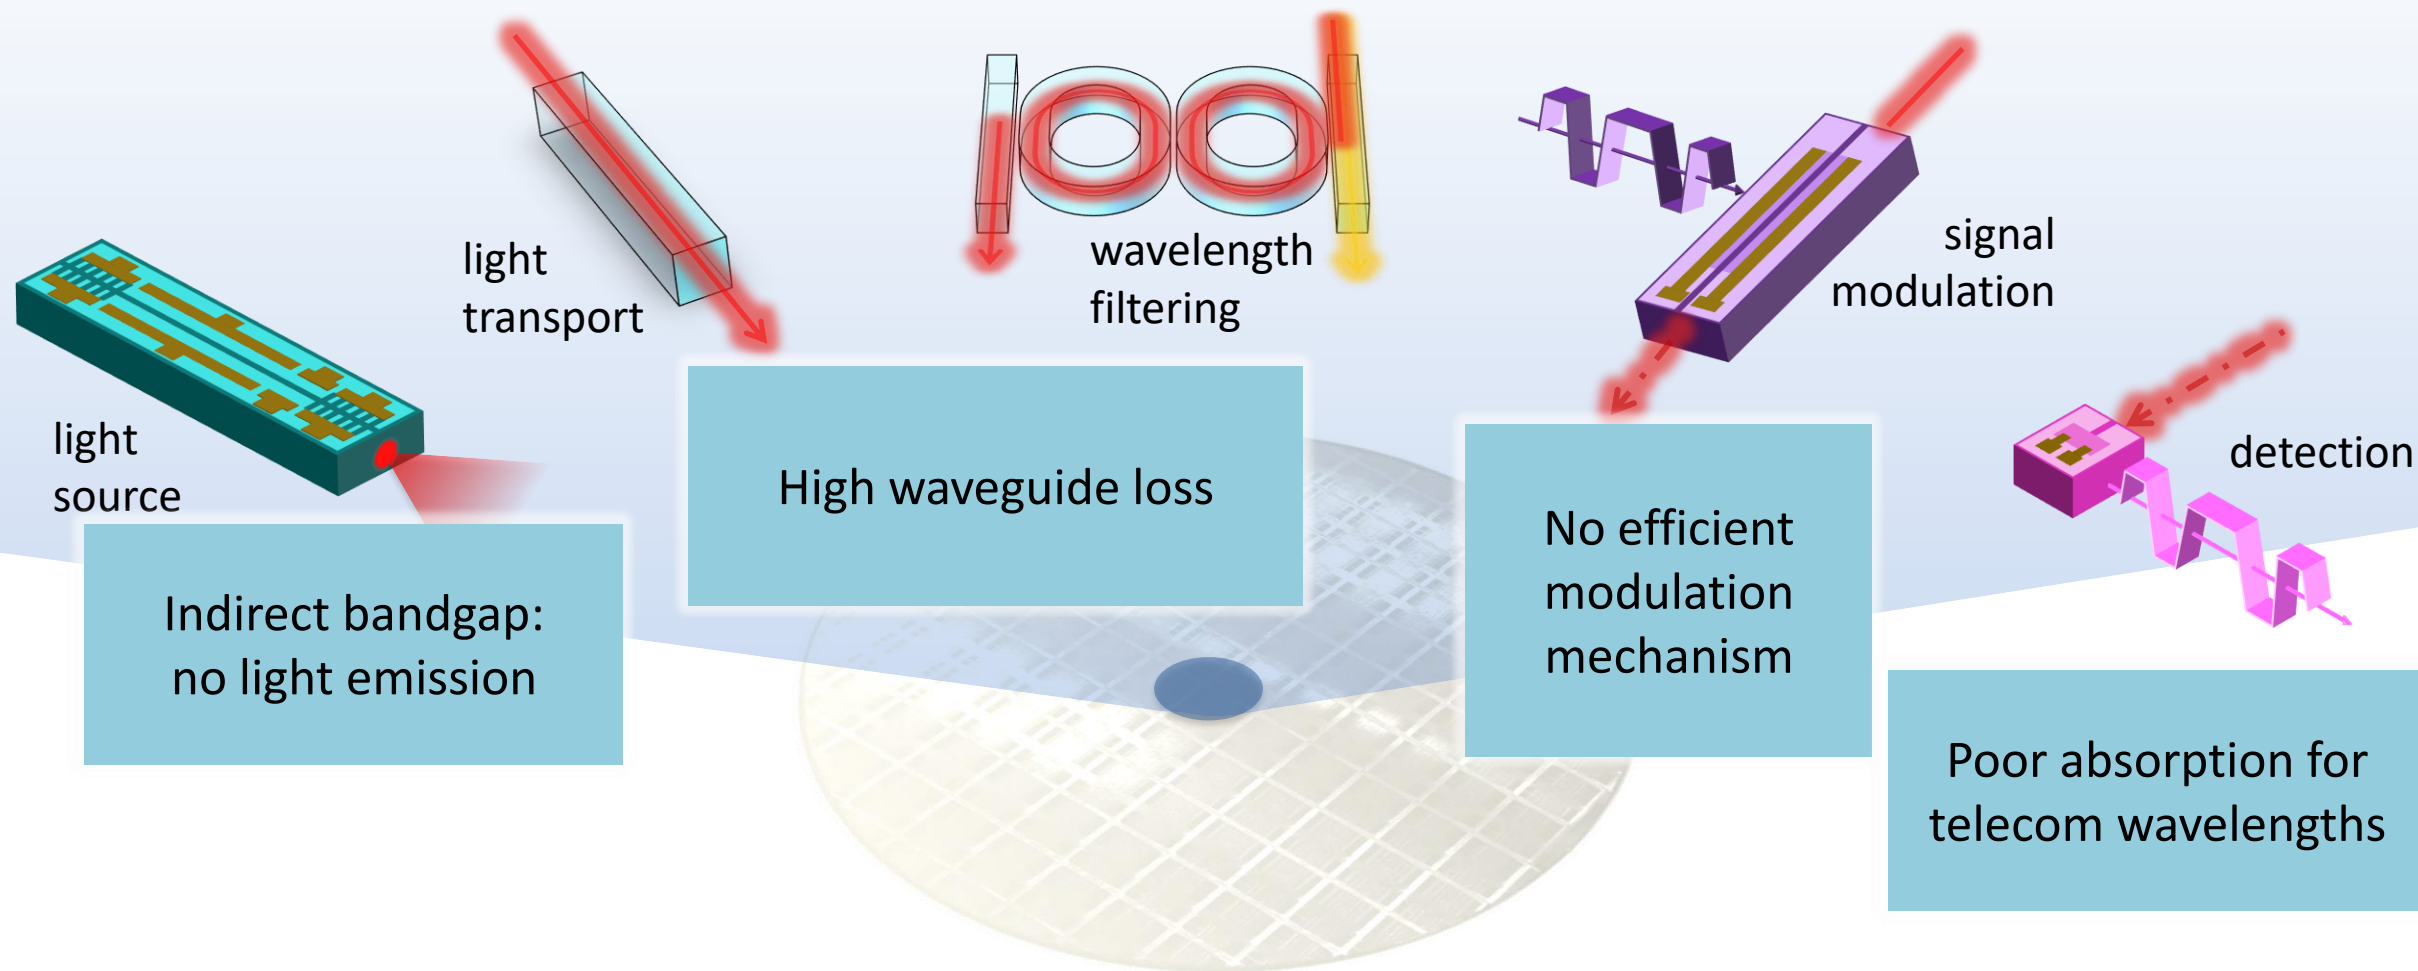 light
source
light
transport
wavelength
filtering
signal
modulation
detection
Indirect bandgap:
no light emission
High waveguide loss
No efficient
modulation
mechanism
Poor absorption for
telecom wavelengths